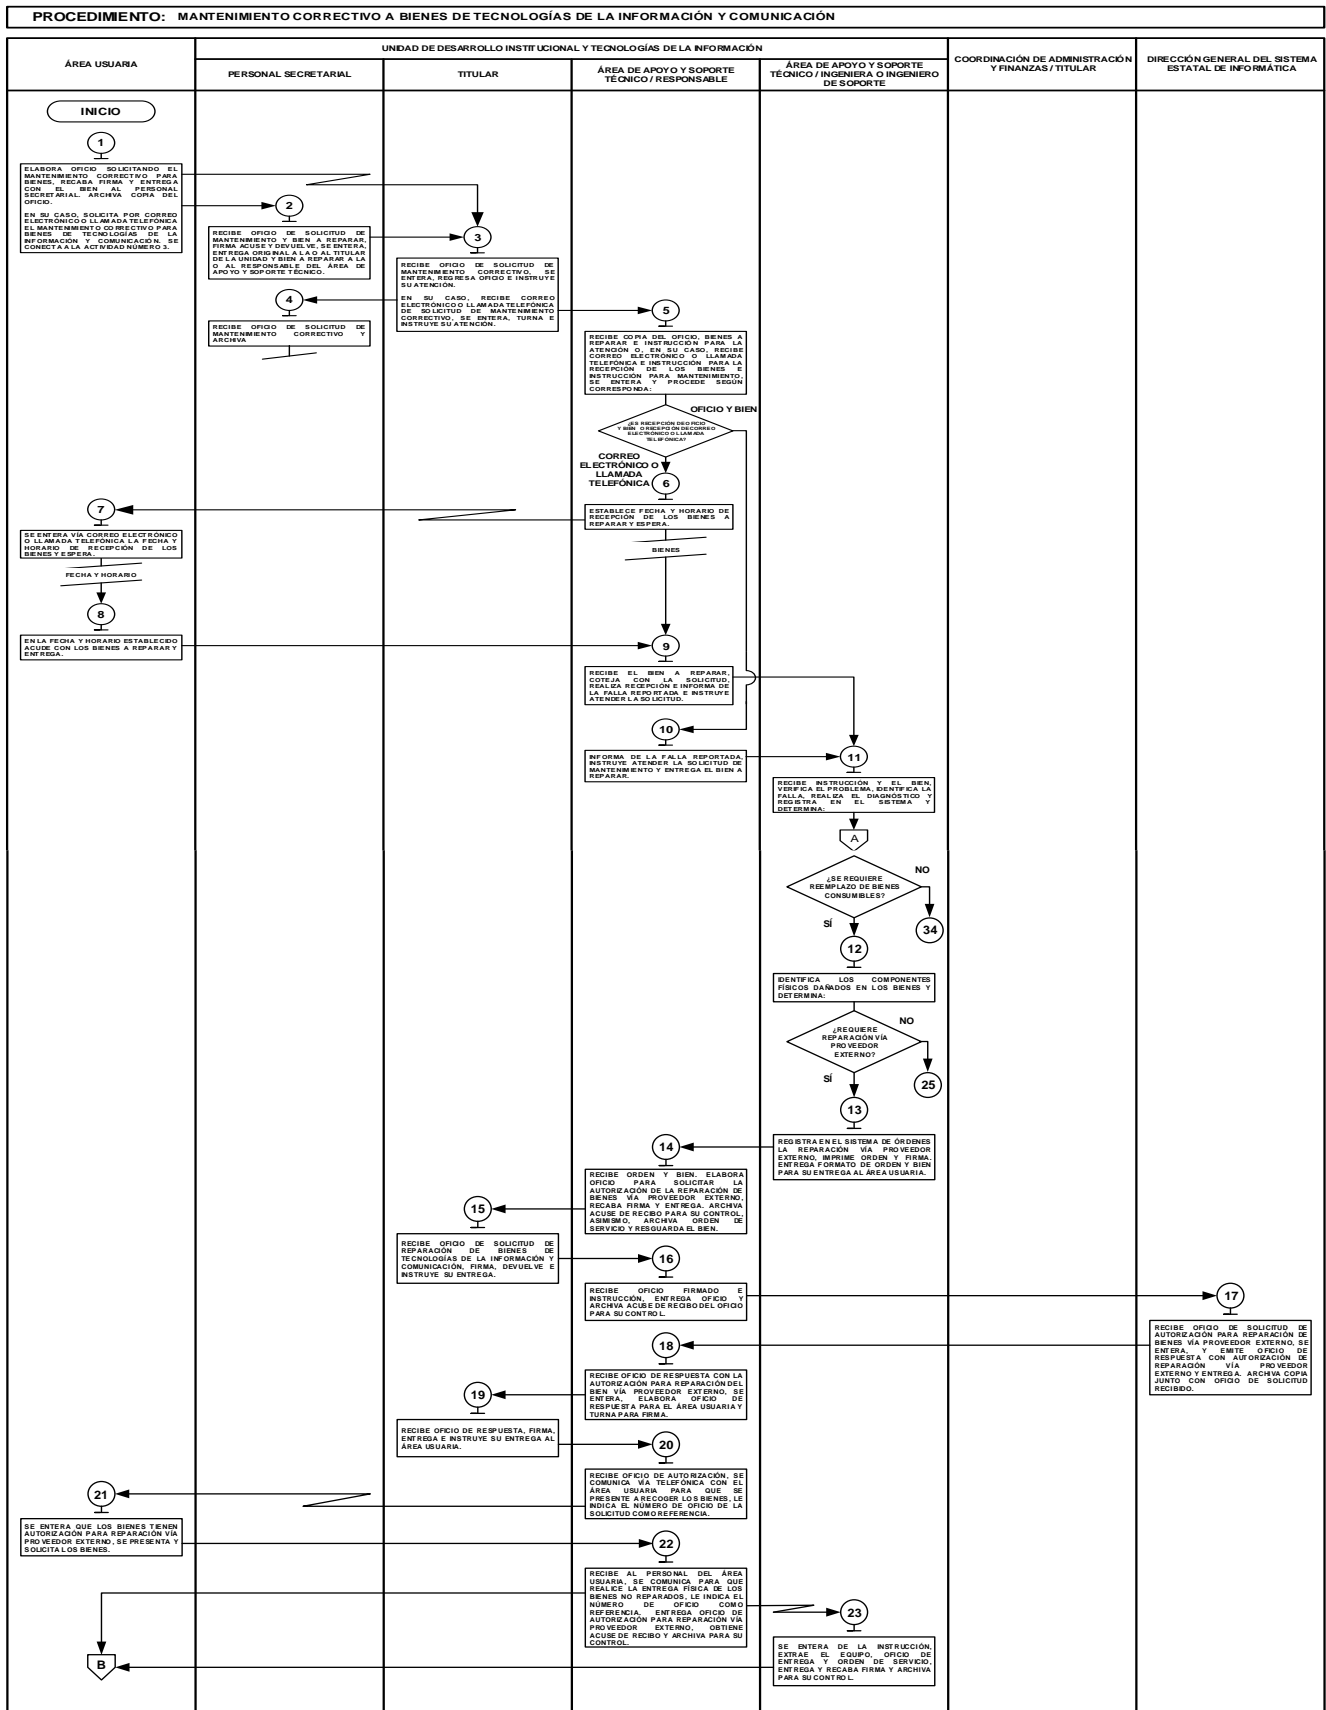 PROCEDIMIENTO: MANTENIMIENTO CORRECTIVO A BIENES DE TECNOLOGÍAS DE LA INFORMACIÓN Y COMUNICACIÓN
ÁREA USUARIA
UNIDAD DE DESARROLLO INSTITUCIONAL Y TECNOLOGÍAS DE LA INFORMACIÓN
PERSONAL SECRETARIAL
TITULAR
ÁREA DE APOYO Y SOPORTE
TÉCNICO / RESPONSABLE
ÁREA DE APOYO Y SOPORTE
TÉCNICO / INGENIERA O INGENIERO
DE SOPORTE
COORDINACIÓN DE ADMINISTRACIÓN
Y FINANZAS / TITULAR
DIRECCIÓN GENERAL DEL SISTEMA
ESTATAL DE INFORMÁTICA
INICIO
1
ELABORA OFICIO SOLICITANDO EL
MANTENIMIENTO CORRECTIVO PARA
BIENES, RECABA FIRMA Y ENTREGA
CON EL BIEN AL PERSONAL
SECRETARIAL. ARCHIVA COPIA DEL
OFICIO.
EN SU CASO, SOLICITA POR CORREO
ELECTRÓNICO O LLAMADA TELEFÓNICA
EL MANTENIMIENTO CORRECTIVO PARA
BIENES DE TECNOLOGÍAS DE LA
INFORMACIÓN Y COMUNICACIÓN. SE
CONECTA A LA ACTIVIDAD NÚMERO 3.
2
RECIBE OFICIO DE SOLICITUD DE
MANTENIMIENTO Y BIEN A REPARAR,
FIRMA ACUSE Y DEVUELVE, SE ENTERA,
ENTREGA ORIGINAL A LA O AL TITULAR
DE LA UNIDAD Y BIEN A REPARAR A LA
O AL RESPONSABLE DEL ÁREA DE
APOYO Y SOPORTE TÉCNICO.
3
RECIBE OFICIO DE SOLICITUD DE
MANTENIMIENTO CORRECTIVO, SE
ENTERA, REGRESA OFICIO E INSTRUYE
SU ATENCIÓN.
EN SU CASO, RECIBE CORREO
ELECTRÓNICO O LLAMADA TELEFÓNICA
DE SOLICITUD DE MANTENIMIENTO
CORRECTIVO, SE ENTERA, TURNA E
INSTRUYE SU ATENCIÓN.
4
RECIBE OFICIO DE SOLICITUD DE
MANTENIMIENTO CORRECTIVO Y
ARCHIVA
5
RECIBE COPIA DEL OFICIO, BIENES A
REPARAR E INSTRUCCIÓN PARA LA
ATENCIÓN O, EN SU CASO, RECIBE
CORREO ELECTRÓNICO O LLAMADA
TELEFÓNICA E INSTRUCCIÓN PARA LA
RECEPCIÓN DE LOS BIENES E
INSTRUCCIÓN PARA MANTENIMIENTO,
SE ENTERA Y PROCEDE SEGÚN
CORRESPONDA:
OFICIO Y BIEN
¿ES RECEPCIÓN DE OFICIO
Y BIEN O RECEPCIÓN DE CORREO
ELECTRÓNICO O LLAMADA
TELEFÓNICA?
CORREO
ELECTRÓNICO O
LLAMADA
TELEFÓNICA
6
ESTABLECE FECHA Y HORARIO DE
RECEPCIÓN DE LOS BIENES A
REPARAR Y ESPERA.
BIENES
7
SE ENTERA VÍA CORREO ELECTRÓNICO
O LLAMADA TELEFÓNICA LA FECHA Y
HORARIO DE RECEPCIÓN DE LOS
BIENES Y ESPERA.
FECHA Y HORARIO
8
EN LA FECHA Y HORARIO ESTABLECIDO
ACUDE CON LOS BIENES A REPARAR Y
ENTREGA.
9
RECIBE EL BIEN A REPARAR,
COTEJA CON LA SOLICITUD,
REALIZA RECEPCIÓN E INFORMA DE
LA FALLA REPORTADA E INSTRUYE
ATENDER LA SOLICITUD.
10
INFORMA DE LA FALLA REPORTADA,
INSTRUYE ATENDER LA SOLICITUD DE
MANTENIMIENTO Y ENTREGA EL BIEN A
REPARAR.
11
RECIBE INSTRUCCIÓN Y EL BIEN,
VERIFICA EL PROBLEMA, IDENTIFICA LA
FALLA, REALIZA EL DIAGNÓSTICO Y
REGISTRA EN EL SISTEMA Y
DETERMINA:
A
¿SE REQUIERE
REEMPLAZO DE BIENES
CONSUMIBLES?
NO
34
SÍ
12
IDENTIFICA LOS COMPONENTES
FÍSICOS DAÑADOS EN LOS BIENES Y
DETERMINA:
¿REQUIERE
REPARACIÓN VÍA
PROVEEDOR
EXTERNO?
NO
25
SÍ
13
REGISTRA EN EL SISTEMA DE ÓRDENES
LA REPARACIÓN VÍA PROVEEDOR
EXTERNO, IMPRIME ORDEN Y FIRMA.
ENTREGA FORMATO DE ORDEN Y BIEN
PARA SU ENTREGA AL ÁREA USUARIA.
14
RECIBE ORDEN Y BIEN. ELABORA
OFICIO PARA SOLICITAR LA
AUTORIZACIÓN DE LA REPARACIÓN DE
BIENES VÍA PROVEEDOR EXTERNO,
RECABA FIRMA Y ENTREGA. ARCHIVA
ACUSE DE RECIBO PARA SU CONTROL,
ASIMISMO, ARCHIVA ORDEN DE
SERVICIO Y RESGUARDA EL BIEN.
15
RECIBE OFICIO DE SOLICITUD DE
REPARACIÓN DE BIENES DE
TECNOLOGÍAS DE LA INFORMACIÓN Y
COMUNICACIÓN, FIRMA, DEVUELVE E
INSTRUYE SU ENTREGA.
16
RECIBE OFICIO FIRMADO E
INSTRUCCIÓN, ENTREGA OFICIO Y
ARCHIVA ACUSE DE RECIBO DEL OFICIO
PARA SU CONTROL.
17
RECIBE OFICIO DE SOLICITUD DE
AUTORIZACIÓN PARA REPARACIÓN DE
BIENES VÍA PROVEEDOR EXTERNO, SE
ENTERA, Y EMITE OFICIO DE
RESPUESTA CON AUTORIZACIÓN DE
REPARACIÓN VÍA PROVEEDOR
EXTERNO Y ENTREGA. ARCHIVA COPIA
JUNTO CON OFICIO DE SOLICITUD
RECIBIDO.
18
RECIBE OFICIO DE RESPUESTA CON LA
AUTORIZACIÓN PARA REPARACIÓN DEL
BIEN VÍA PROVEEDOR EXTERNO, SE
ENTERA, ELABORA OFICIO DE
RESPUESTA PARA EL ÁREA USUARIA Y
TURNA PARA FIRMA.
19
RECIBE OFICIO DE RESPUESTA, FIRMA,
ENTREGA E INSTRUYE SU ENTREGA AL
ÁREA USUARIA.
20
RECIBE OFICIO DE AUTORIZACIÓN, SE
COMUNICA VÍA TELEFÓNICA CON EL
ÁREA USUARIA PARA QUE SE
PRESENTE A RECOGER LOS BIENES, LE
INDICA EL NÚMERO DE OFICIO DE LA
SOLICITUD COMO REFERENCIA.
21
SE ENTERA QUE LOS BIENES TIENEN
AUTORIZACIÓN PARA REPARACIÓN VÍA
PROVEEDOR EXTERNO, SE PRESENTA Y
SOLICITA LOS BIENES.
22
RECIBE AL PERSONAL DEL ÁREA
USUARIA, SE COMUNICA PARA QUE
REALICE LA ENTREGA FÍSICA DE LOS
BIENES NO REPARADOS, LE INDICA EL
NÚMERO DE OFICIO COMO
REFERENCIA. ENTREGA OFICIO DE
AUTORIZACIÓN PARA REPARACIÓN VÍA
PROVEEDOR EXTERNO, OBTIENE
ACUSE DE RECIBO Y ARCHIVA PARA SU
CONTROL.
23
SE ENTERA DE LA INSTRUCCIÓN,
EXTRAE EL EQUIPO, OFICIO DE
ENTREGA Y ORDEN DE SERVICIO,
ENTREGA Y RECABA FIRMA Y ARCHIVA
PARA SU CONTROL.
B